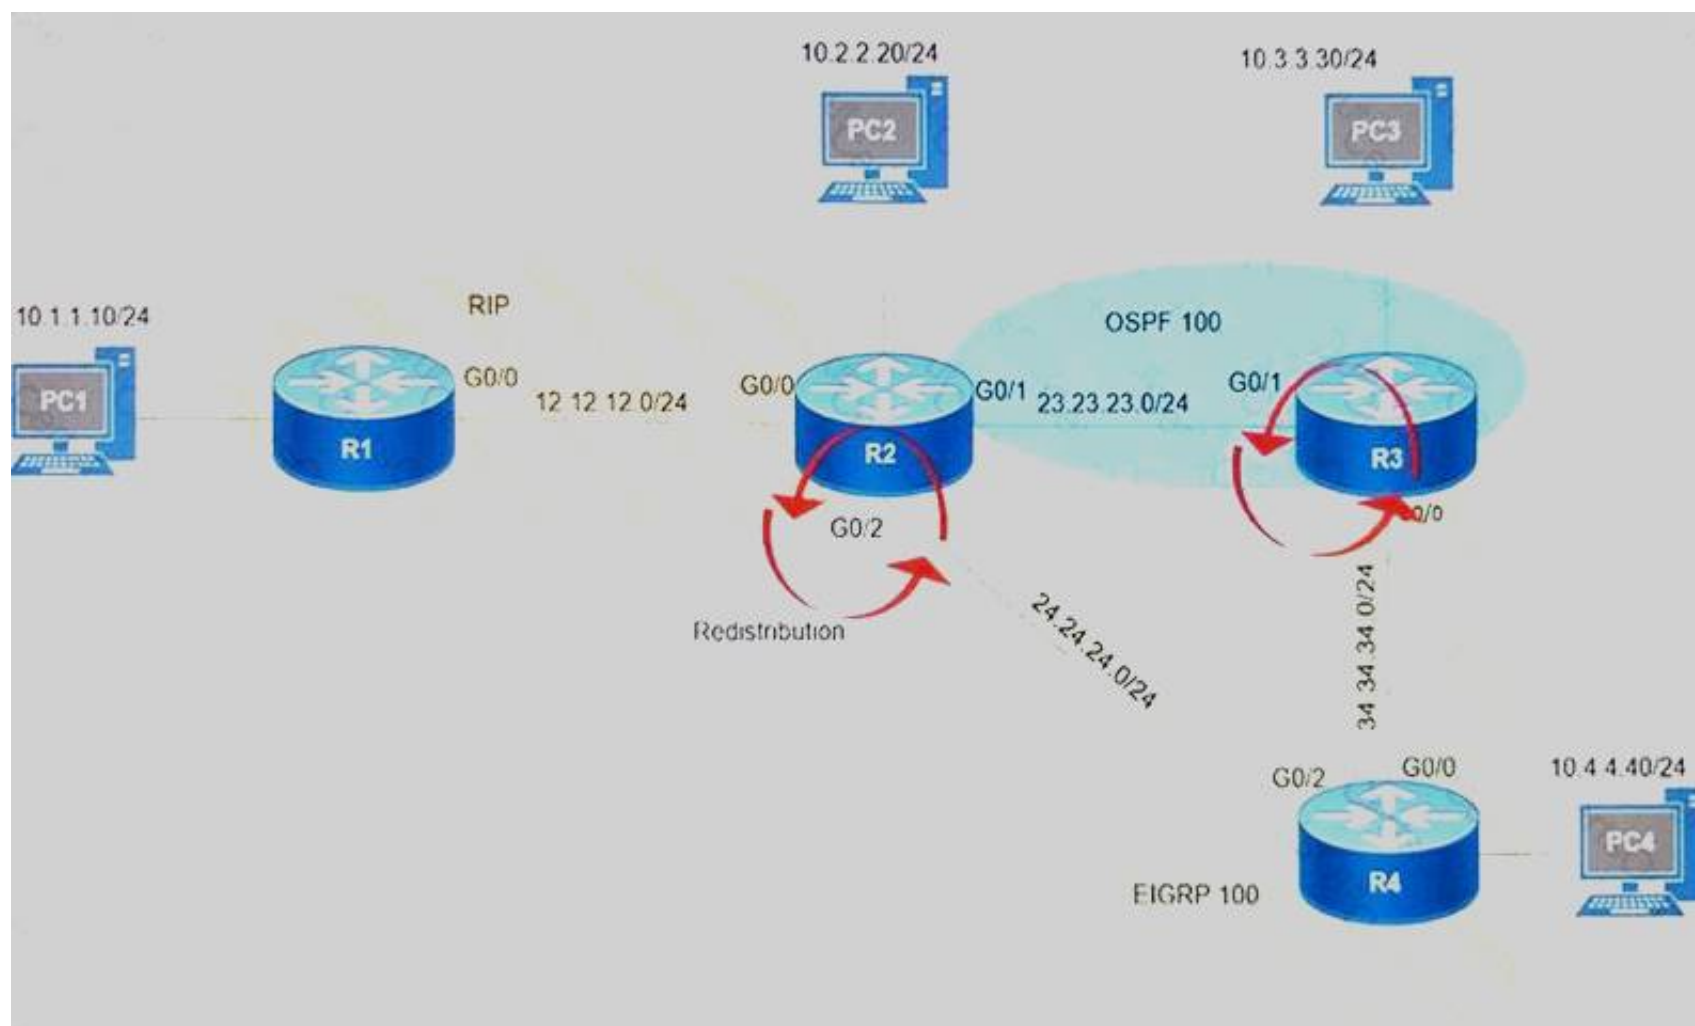 10.2.2.20/24
10.3.3.30/24
PC2
PC3
10.1.1.10/24
RIP
OSPF 100
PC1
G0/0
12.12.12.0/24
G0/0
G0/1
23.23.23.0/24
G0/1
R1
R2
R3
G0/2
Redistribution
24.24.24.0/24
34.34.34.0/24
G0/2
G0/0
10.4.4.40/24
PC4
R4
EIGRP 100